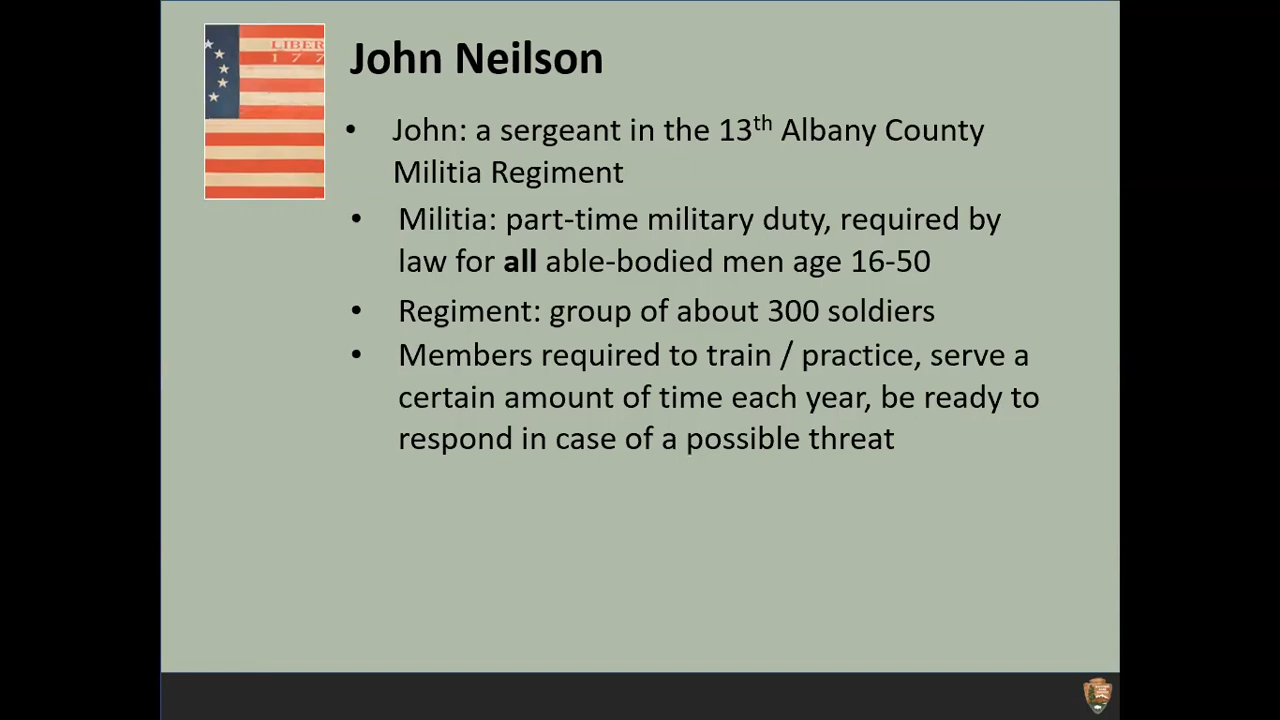 LIBER
177
John Neilson
• John: a sergeant in the 13th Albany County
Militia Regiment
• Militia: part-time military duty, required by
law for all able-bodied men age 16-50
• Regiment: group of about 300 soldiers
• Members required to train / practice, serve a
certain amount of time each year, be ready to
respond in case of a possible threat